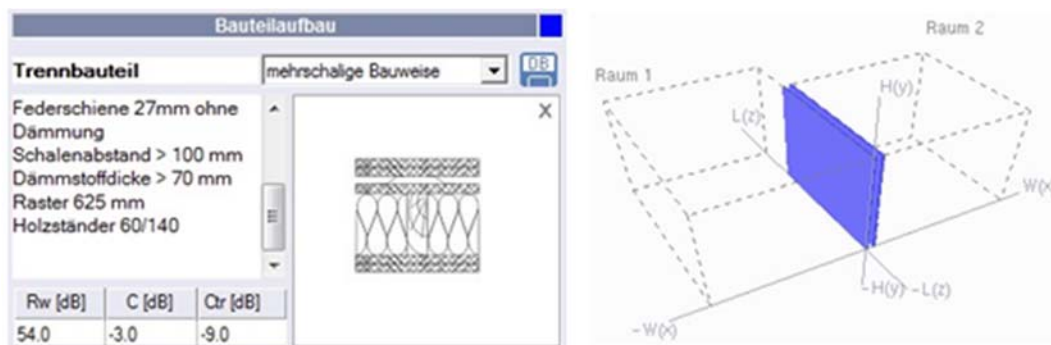 Bauteilaufbau
Trennbauteil
mehrschalige Bauweise
DB
Federschiene 27mm ohne
Dämmung
Schalenabstand > 100 mm
Dämmstoffdicke > 70 mm
Raster 625 mm
Holzständer 60/140
X
Rw [dB] C [dB] Ctr [dB]
54.0 -3.0 -9.0
Raum 2
Raum 1
H(y)
L(z)
W(x
-H(y)
-L(z)
-W(x)